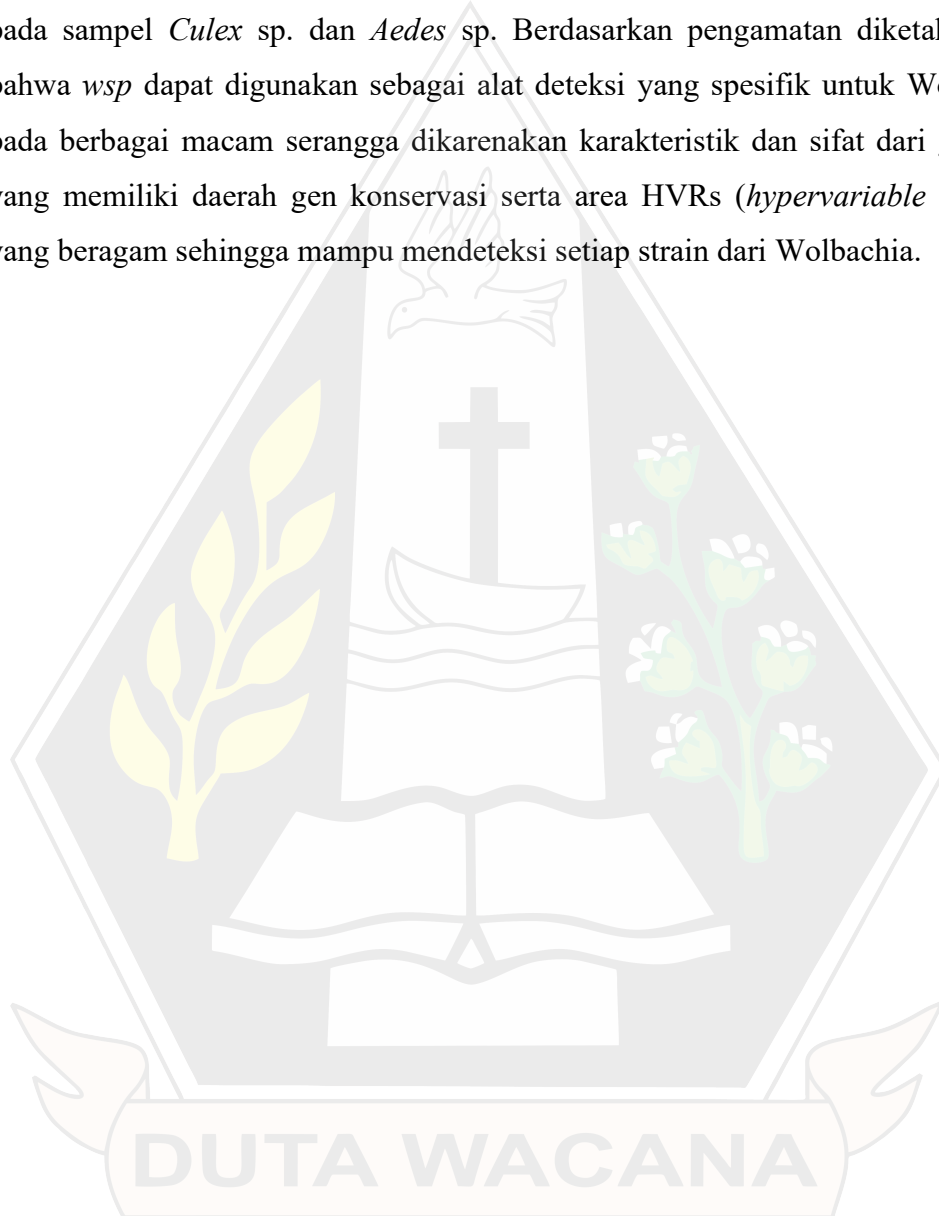 pada sampel Culex sp. dan Aedes sp. Berdasarkan pengamatan
bahwa wsp dapat digunakan sebagai alat deteksi yang spesifik untuk
pada berbagai macam serangga dikarenakan karakteristik dan sifat dari
yang memiliki daerah gen konservasi serta area HVRs (hypervariable
yang beragam sehingga mampu mendeteksi setiap strain dari Wolbachia.
DUTA WACANA